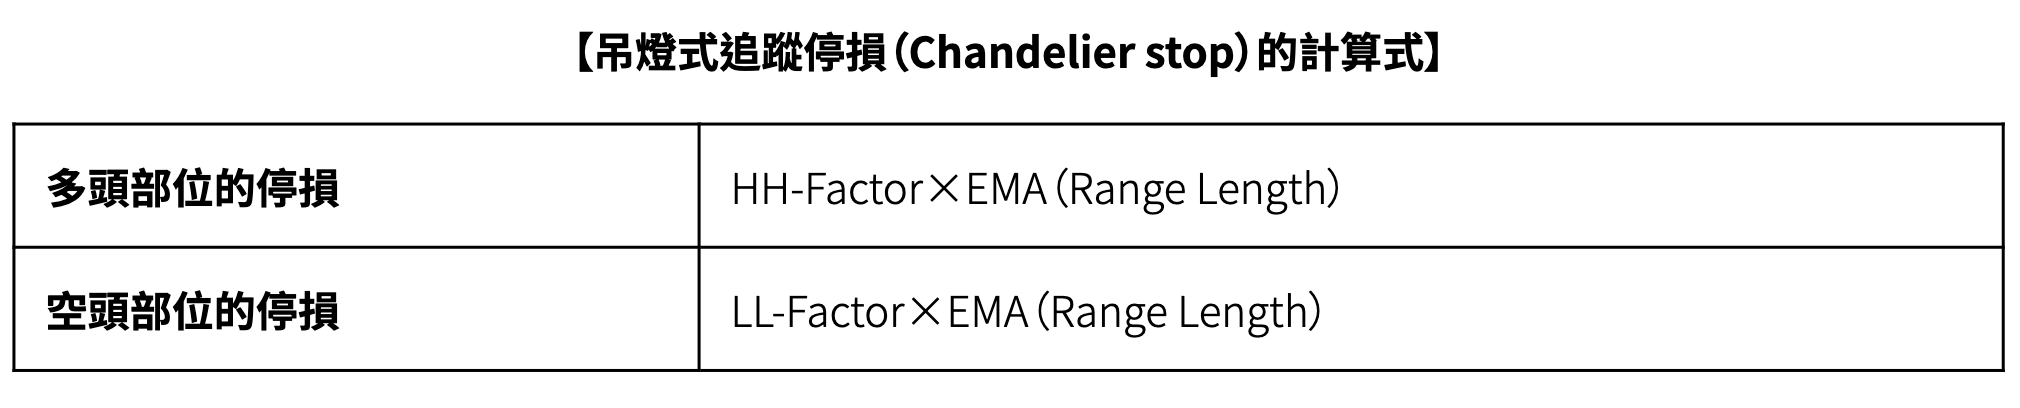 【吊燈式追蹤停損（Chandelier stop）的計算式】
多頭部位的停損
HH-Factor×EMA（Range Length）
空頭部位的停損
LL-Factor×EMA（Range Length）